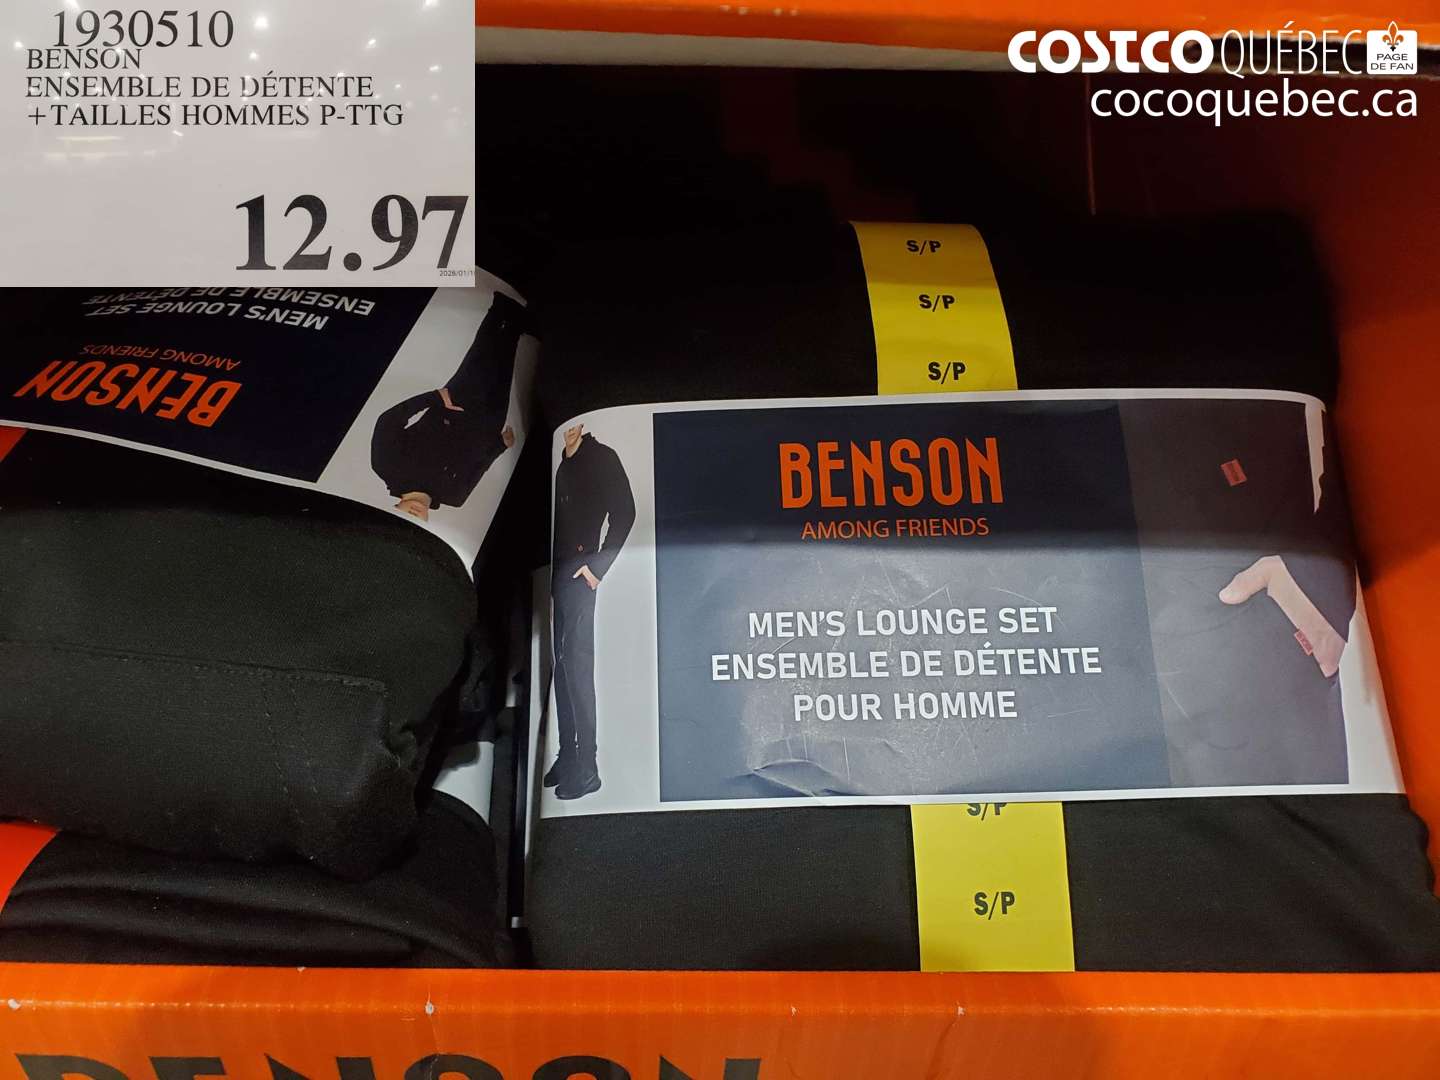 1930510
BENSON
ENSEMBLE DE DÉTENTE
+TAILLES HOMMES P-TTG
12.97
COSTCO QUÉBEC
PAGE
DE FAN
cocoquebec.ca
S/P
S/P
S/P
BENSON
AMONG FRIENDS
MEN'S LOUNGE SET
ENSEMBLE DE DÉTENTE
POUR HOMME
S/P
S/P
BENSON
AMONG FRIENDS
MEN'S LOUNGE SET
ENSEMBLE DE DÉTENTE
BENSON